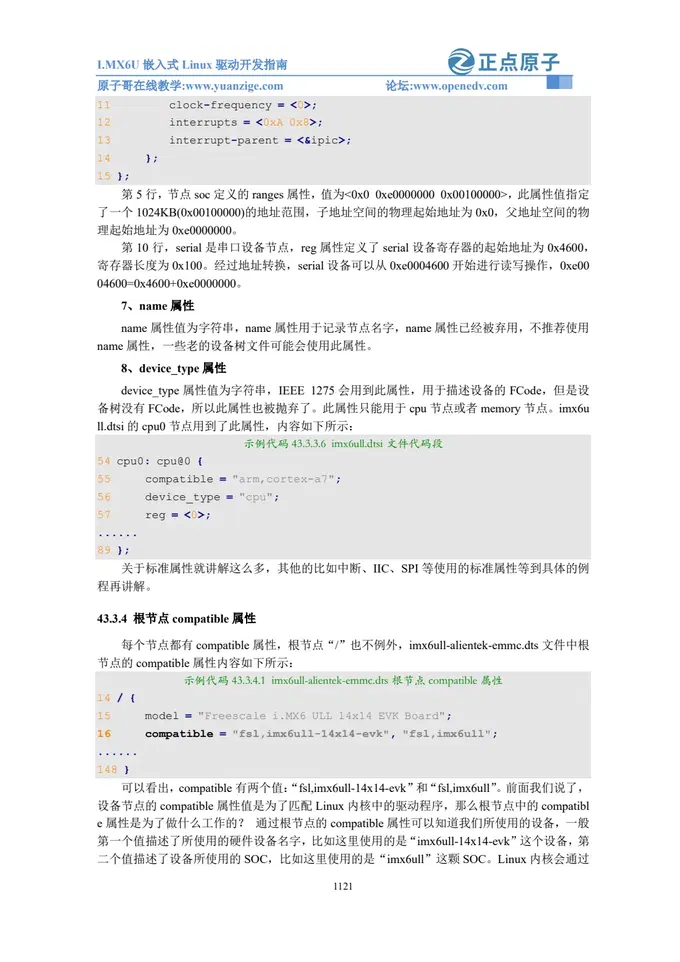 I.MX6U 嵌入式 Linux 驱动开发指南
正点原子
原子哥在线教学:www.yuanzige.com 论坛:www.openedv.com
11 clock-frequency = <0>;
12 interrupts = <0xA 0x8>;
13 interrupt-parent = <&ipic>;
14 };
15 };
第 5 行，节点 soc 定义的 ranges 属性，值为<0x0 0xe0000000 0x00100000>，此属性值指定
了一个 1024KB(0x00100000)的地址范围，子地址空间的物理起始地址为 0x0，父地址空间的物
理起始地址为 0xe0000000。
第 10 行，serial 是串口设备节点，reg 属性定义了 serial 设备寄存器的起始地址为 0x4600，
寄存器长度为 0x100。经过地址转换，serial 设备可以从 0xe0004600 开始进行读写操作，0xe00
04600=0x4600+0xe0000000。
7、name 属性
name 属性值为字符串，name 属性用于记录节点名字，name 属性已经被弃用，不推荐使用
name 属性，一些老的设备树文件可能会使用此属性。
8、device_type 属性
device_type 属性值为字符串，IEEE 1275 会用到此属性，用于描述设备的 FCode，但是设
备树没有 FCode，所以此属性也被抛弃了。此属性只能用于 cpu 节点或者 memory 节点。imx6u
ll.dtsi 的 cpu0 节点用到了此属性，内容如下所示：
示例代码 43.3.3.6 imx6ull.dtsi 文件代码段
54 cpu0: cpu@0 {
55 compatible = "arm,cortex-a7";
56 device_type = "cpu";
57 reg = <0>;
......
89 };
关于标准属性就讲解这么多，其他的比如中断、IIC、SPI 等使用的标准属性等到具体的例
程再讲解。
43.3.4 根节点 compatible 属性
每个节点都有 compatible 属性，根节点“/”也不例外，imx6ull-alientek-emmc.dts 文件中根
节点的 compatible 属性内容如下所示：
示例代码 43.3.4.1 imx6ull-alientek-emmc.dts 根节点 compatible 属性
14 / {
15 model = "Freescale i.MX6 ULL 14x14 EVK Board";
16 compatible = "fsl,imx6ull-14x14-evk", "fsl,imx6ull";
......
148 }
可以看出，compatible 有两个值：“fsl,imx6ull-14x14-evk”和“fsl,imx6ull”。前面我们说了，
设备节点的 compatible 属性值是为了匹配 Linux 内核中的驱动程序，那么根节点中的 compatibl
e 属性是为了做什么工作的？ 通过根节点的 compatible 属性可以知道我们所使用的设备，一般
第一个值描述了所使用的硬件设备名字，比如这里使用的是“imx6ull-14x14-evk”这个设备，第
二个值描述了设备所使用的 SOC，比如这里使用的是“imx6ull”这颗 SOC。Linux 内核会通过
1121